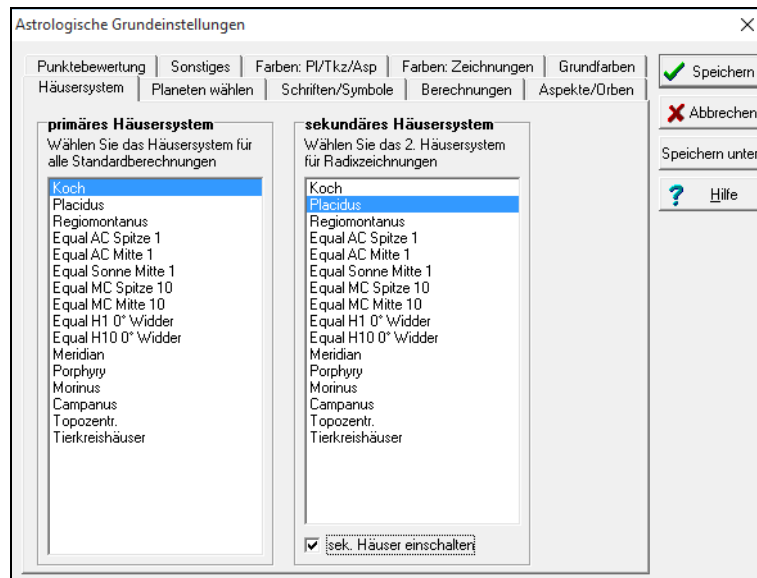 Astrologische Grundeinstellungen
Punktebewertung
Sonstiges
Farben: Pl/Tkz/Asp
Farben: Zeichnungen
Grundfarben
Häusersystem
Planeten wählen
Schriften/Symbole
Berechnungen
Aspekte/Orben
primäres Häusersystem
Wählen Sie das Häusersystem für
alle Standardberechnungen
Koch
Placidus
Regiomontanus
Equal AC Spitze 1
Equal AC Mitte 1
Equal Sonne Mitte 1
Equal MC Spitze 10
Equal MC Mitte 10
Equal H1 0° Widder
Equal H10 0° Widder
Meridian
Porphyry
Morinus
Campanus
Topozentr.
Tierkreishäuser
sekundäres Häusersystem
Wählen Sie das 2. Häusersystem
für Radixzeichnungen
Koch
Placidus
Regiomontanus
Equal AC Spitze 1
Equal AC Mitte 1
Equal Sonne Mitte 1
Equal MC Spitze 10
Equal MC Mitte 10
Equal H1 0° Widder
Equal H10 0° Widder
Meridian
Porphyry
Morinus
Campanus
Topozentr.
Tierkreishäuser
sek. Häuser einschalten
Speichern
Abbrechen
Speichern unter
Hilfe